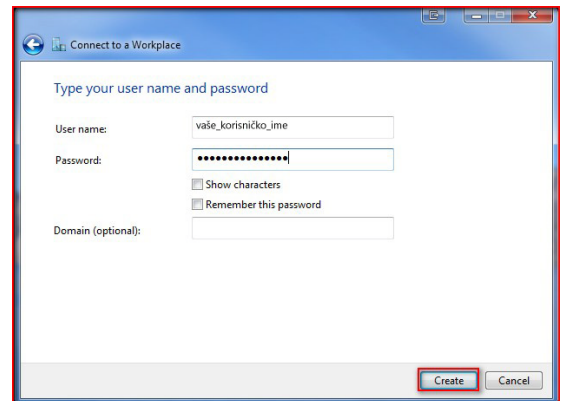 Connect to a Workplace
Type your user name and password
User name: vaše_korisničko_ime
Password: ●●●●●●●●●●●●●●●
Show characters
Remember this password
Domain (optional):
Create Cancel